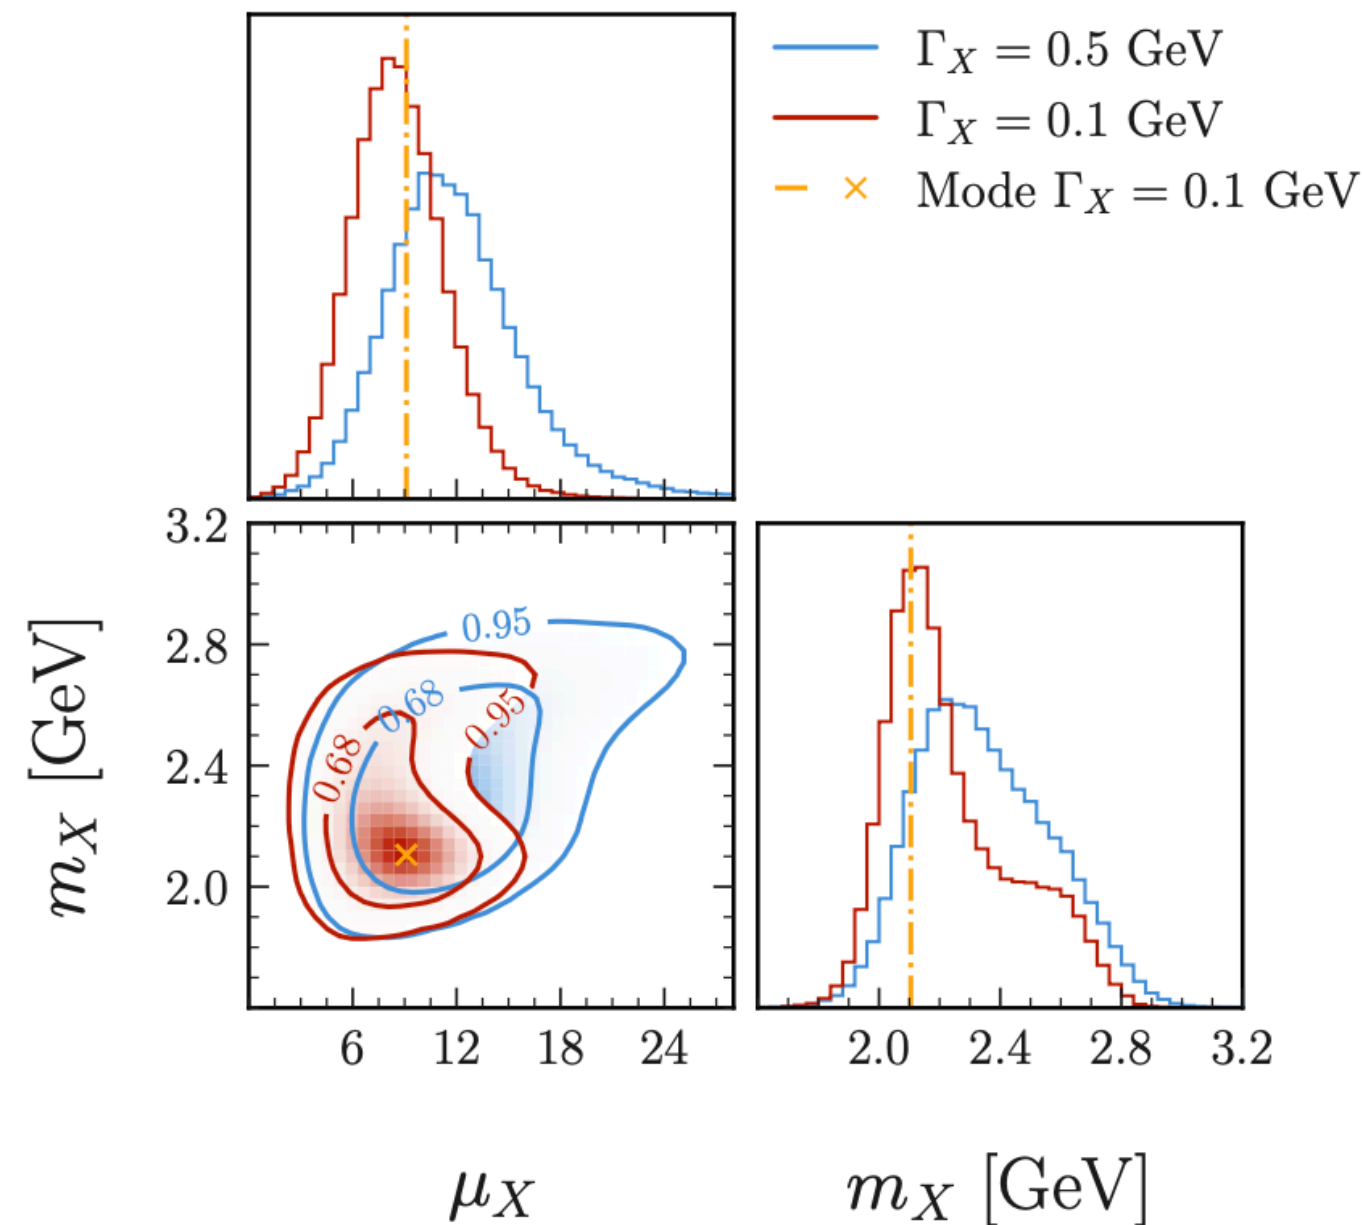 Γ_X = 0.5 GeV
Γ_X = 0.1 GeV
Mode Γ_X = 0.1 GeV
3.2
2.8
2.4
2.0
m_X [GeV]
0.95
0.68
0.95
0.68
6 12 18 24
2.0 2.4 2.8 3.2
μ_X
m_X [GeV]